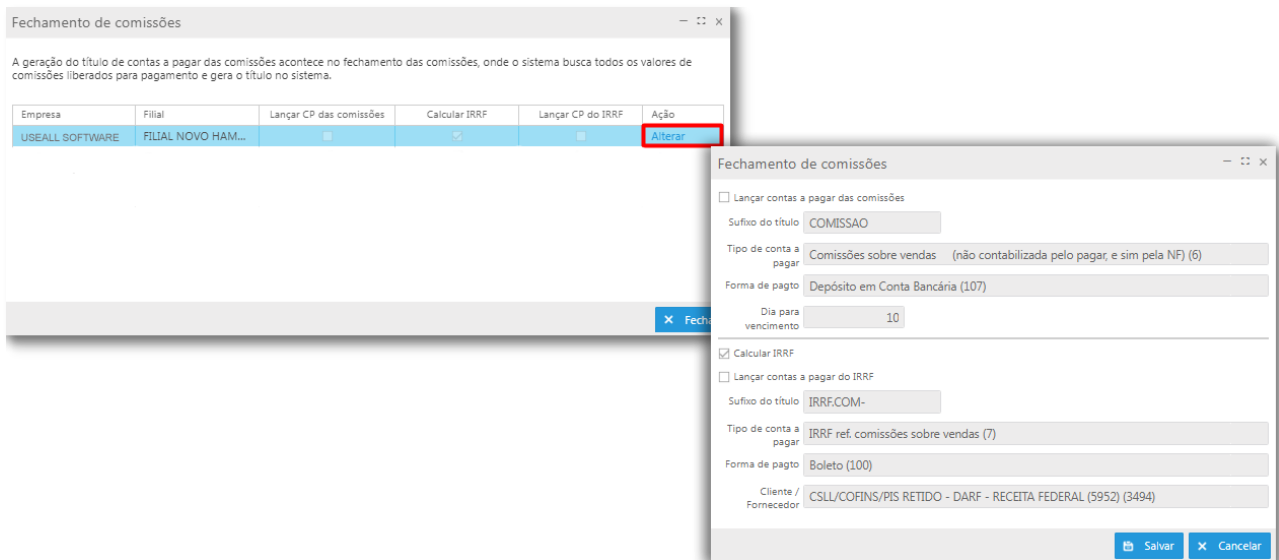 Fechamento de comissões
A geração do título de contas a pagar das comissões acontece no fechamento das comissões, onde o sistema busca todos os valores de
comissões liberados para pagamento e gera o título no sistema.
Empresa Filial Lançar CP das comissões Calcular IRRF Lançar CP do IRRF Ação
USEALL SOFTWARE FILIAL NOVO HAM... Alterar
Fecha
Fechamento de comissões
Lançar contas a pagar das comissões
Sufixo do título COMISSAO
Tipo de conta a
pagar Comissões sobre vendas (não contabilizada pelo pagar, e sim pela NF) (6)
Forma de pagto Depósito em Conta Bancária (107)
Dia para
vencimento 10
Calcular IRRF
Lançar contas a pagar do IRRF
Sufixo do título IRRF.COM-
Tipo de conta a
pagar IRRF ref. comissões sobre vendas (7)
Forma de pagto Boleto (100)
Cliente /
Fornecedor CSLL/COFINS/PIS RETIDO - DARF - RECEITA FEDERAL (5952) (3494)
Salvar Cancelar